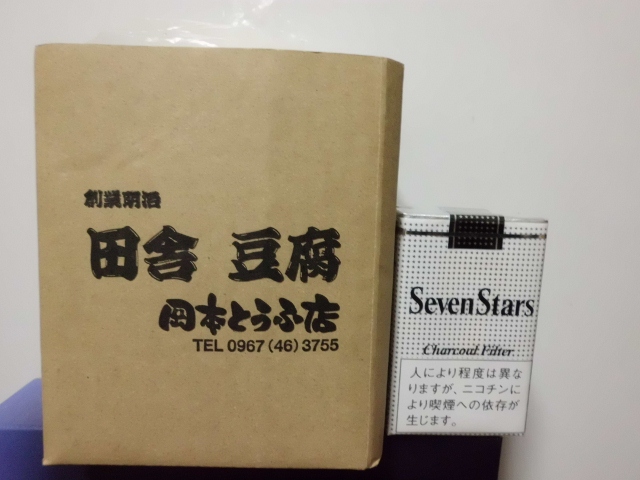 創業明治
田舎 豆腐
岡本とうふ店
TEL 0967(46)3755
SevenStars
Charcoal Filter
人により程度は異な
りますが、ニコチンに
より喫煙への依存が
生じます。